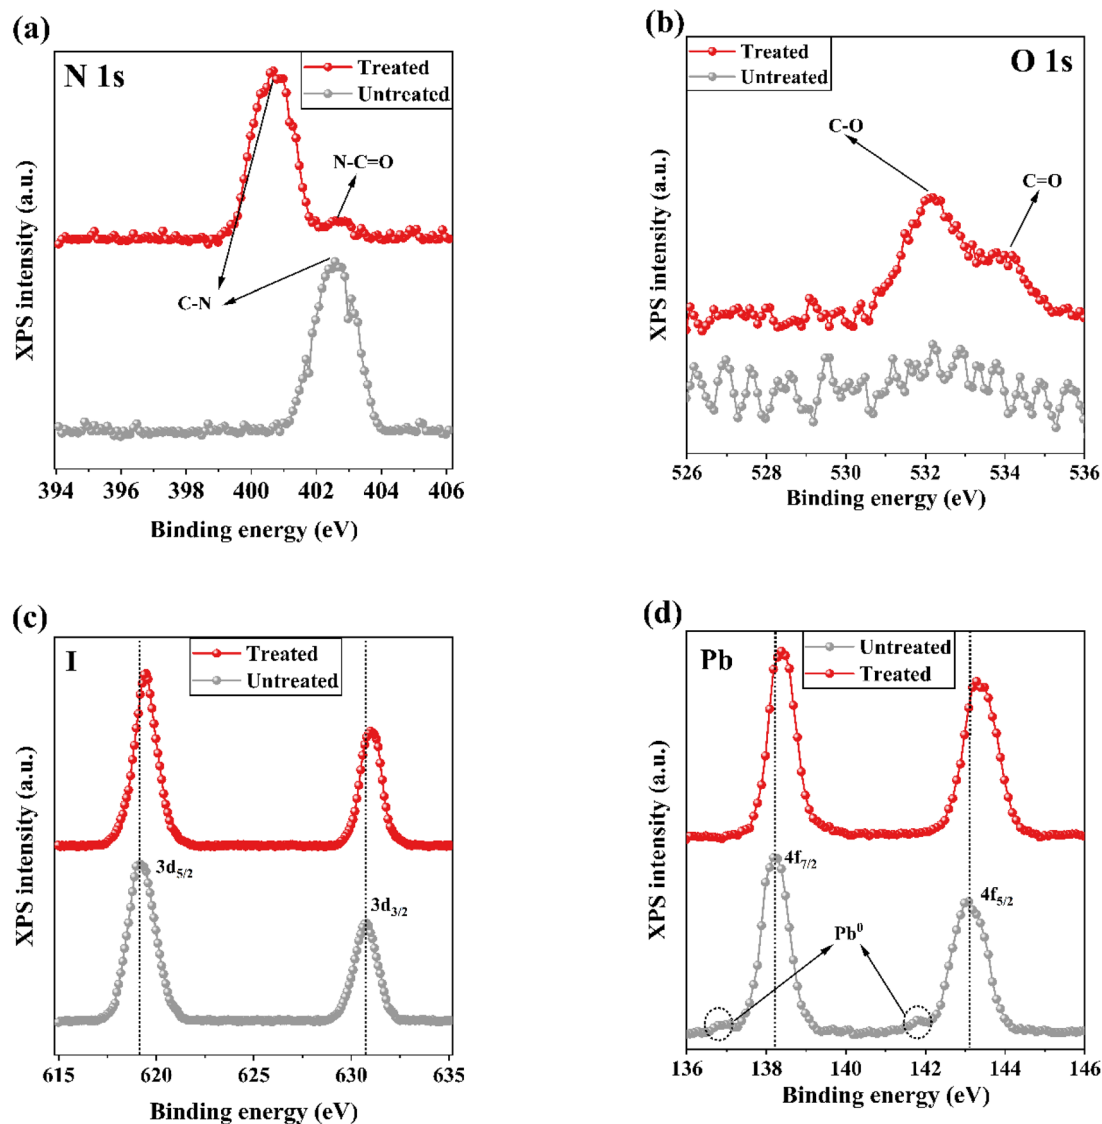 (a)
N 1s
Treated
Untreated
N-C=O
C-N
XPS intensity (a.u.)
394 396 398 400 402 404 406
Binding energy (eV)
(b)
Treated
Untreated
O 1s
C-O
C=O
XPS intensity (a.u.)
526 528 530 532 534 536
Binding energy (eV)
(c)
I
Treated
Untreated
3d5/2
3d3/2
XPS intensity (a.u.)
615 620 625 630 635
Binding energy (eV)
(d)
Pb
Untreated
Treated
4f7/2
4f5/2
Pb⁰
XPS intensity (a.u.)
136 138 140 142 144 146
Binding energy (eV)